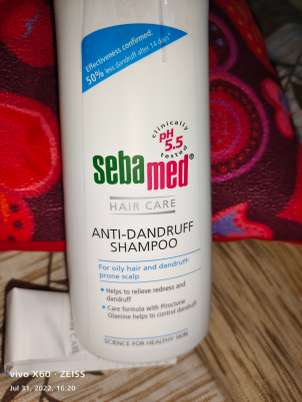 Effectiveness confirmed:
50% less dandruff after 14 days*
clinically
pH
5.5
tested
sebamed®
HAIR CARE
ANTI-DANDRUFF
SHAMPOO
For oily hair and dandruff-
prone scalp
• Helps to relieve redness and
dandruff
• Care formula with Piroctone
Olamine helps to control dandruff
SCIENCE FOR HEALTHY SKIN
CARE
vivo X60 · ZEISS
Jul 31, 2022, 16:20